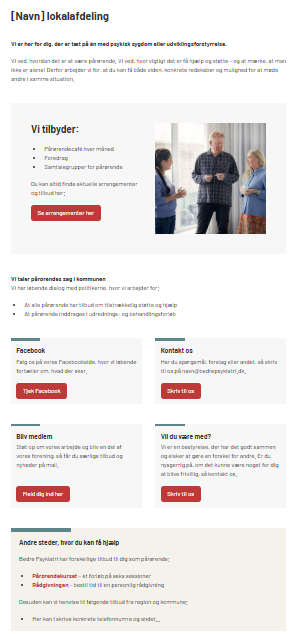 [Navn] lokalafdeling
Vi er her for dig, der er tæt på én med psykisk sygdom eller udviklingsforstyrrelse.
Vi ved, hvordan det er at være pårørende. Vi ved, hvor vigtigt det er få hjælp og støtte – og at mærke, at man
ikke er alene! Derfor arbejder vi for, at du kan få både viden, konkrete redskaber og mulighed for at møde
andre i samme situation.
Vi tilbyder:
• Pårørendecafé hver måned
• Foredrag
• Samtalegrupper for pårørende
Du kan altid finde aktuelle arrangementer
og tilbud her:
Se arrangementer her
Vi taler pårørendes sag i kommunen
Vi har løbende dialog med politikerne, hvor vi arbejder for:
• At alle pårørende har tilbud om tilstrækkelig støtte og hjælp
• At pårørende inddrages i udrednings- og behandlingsforløb
Facebook
Følg os på vores Facebookside, hvor vi løbende
fortæller om, hvad der sker.
Tjek Facebook
Kontakt os
Har du spørgsmål, forslag eller andet, så skriv
til os på navn@bedrepsykiatri.dk.
Skriv til os
Bliv medlem
Støt op om vores arbejde og bliv en del af
vores forening, så får du særlige tilbud og
nyheder på mail.
Meld dig ind her
Vil du være med?
Vi er en bestyrelse, der har det godt sammen
og elsker at gøre en forskel for andre. Er du
nysgerrig på, om det kunne være noget for dig
at blive frivillig, så kontakt os.
Skriv til os
Andre steder, hvor du kan få hjælp
Bedre Psykiatri har forskellige tilbud til dig som pårørende:
• Pårørendekurset – et forløb på seks sessioner
• Rådgivningen – bestil tid til en personlig rådgivning
Desuden kan vi henvise til følgende tilbud fra region og kommune:
• Her kan I skrive konkrete telefonnumre og andet...